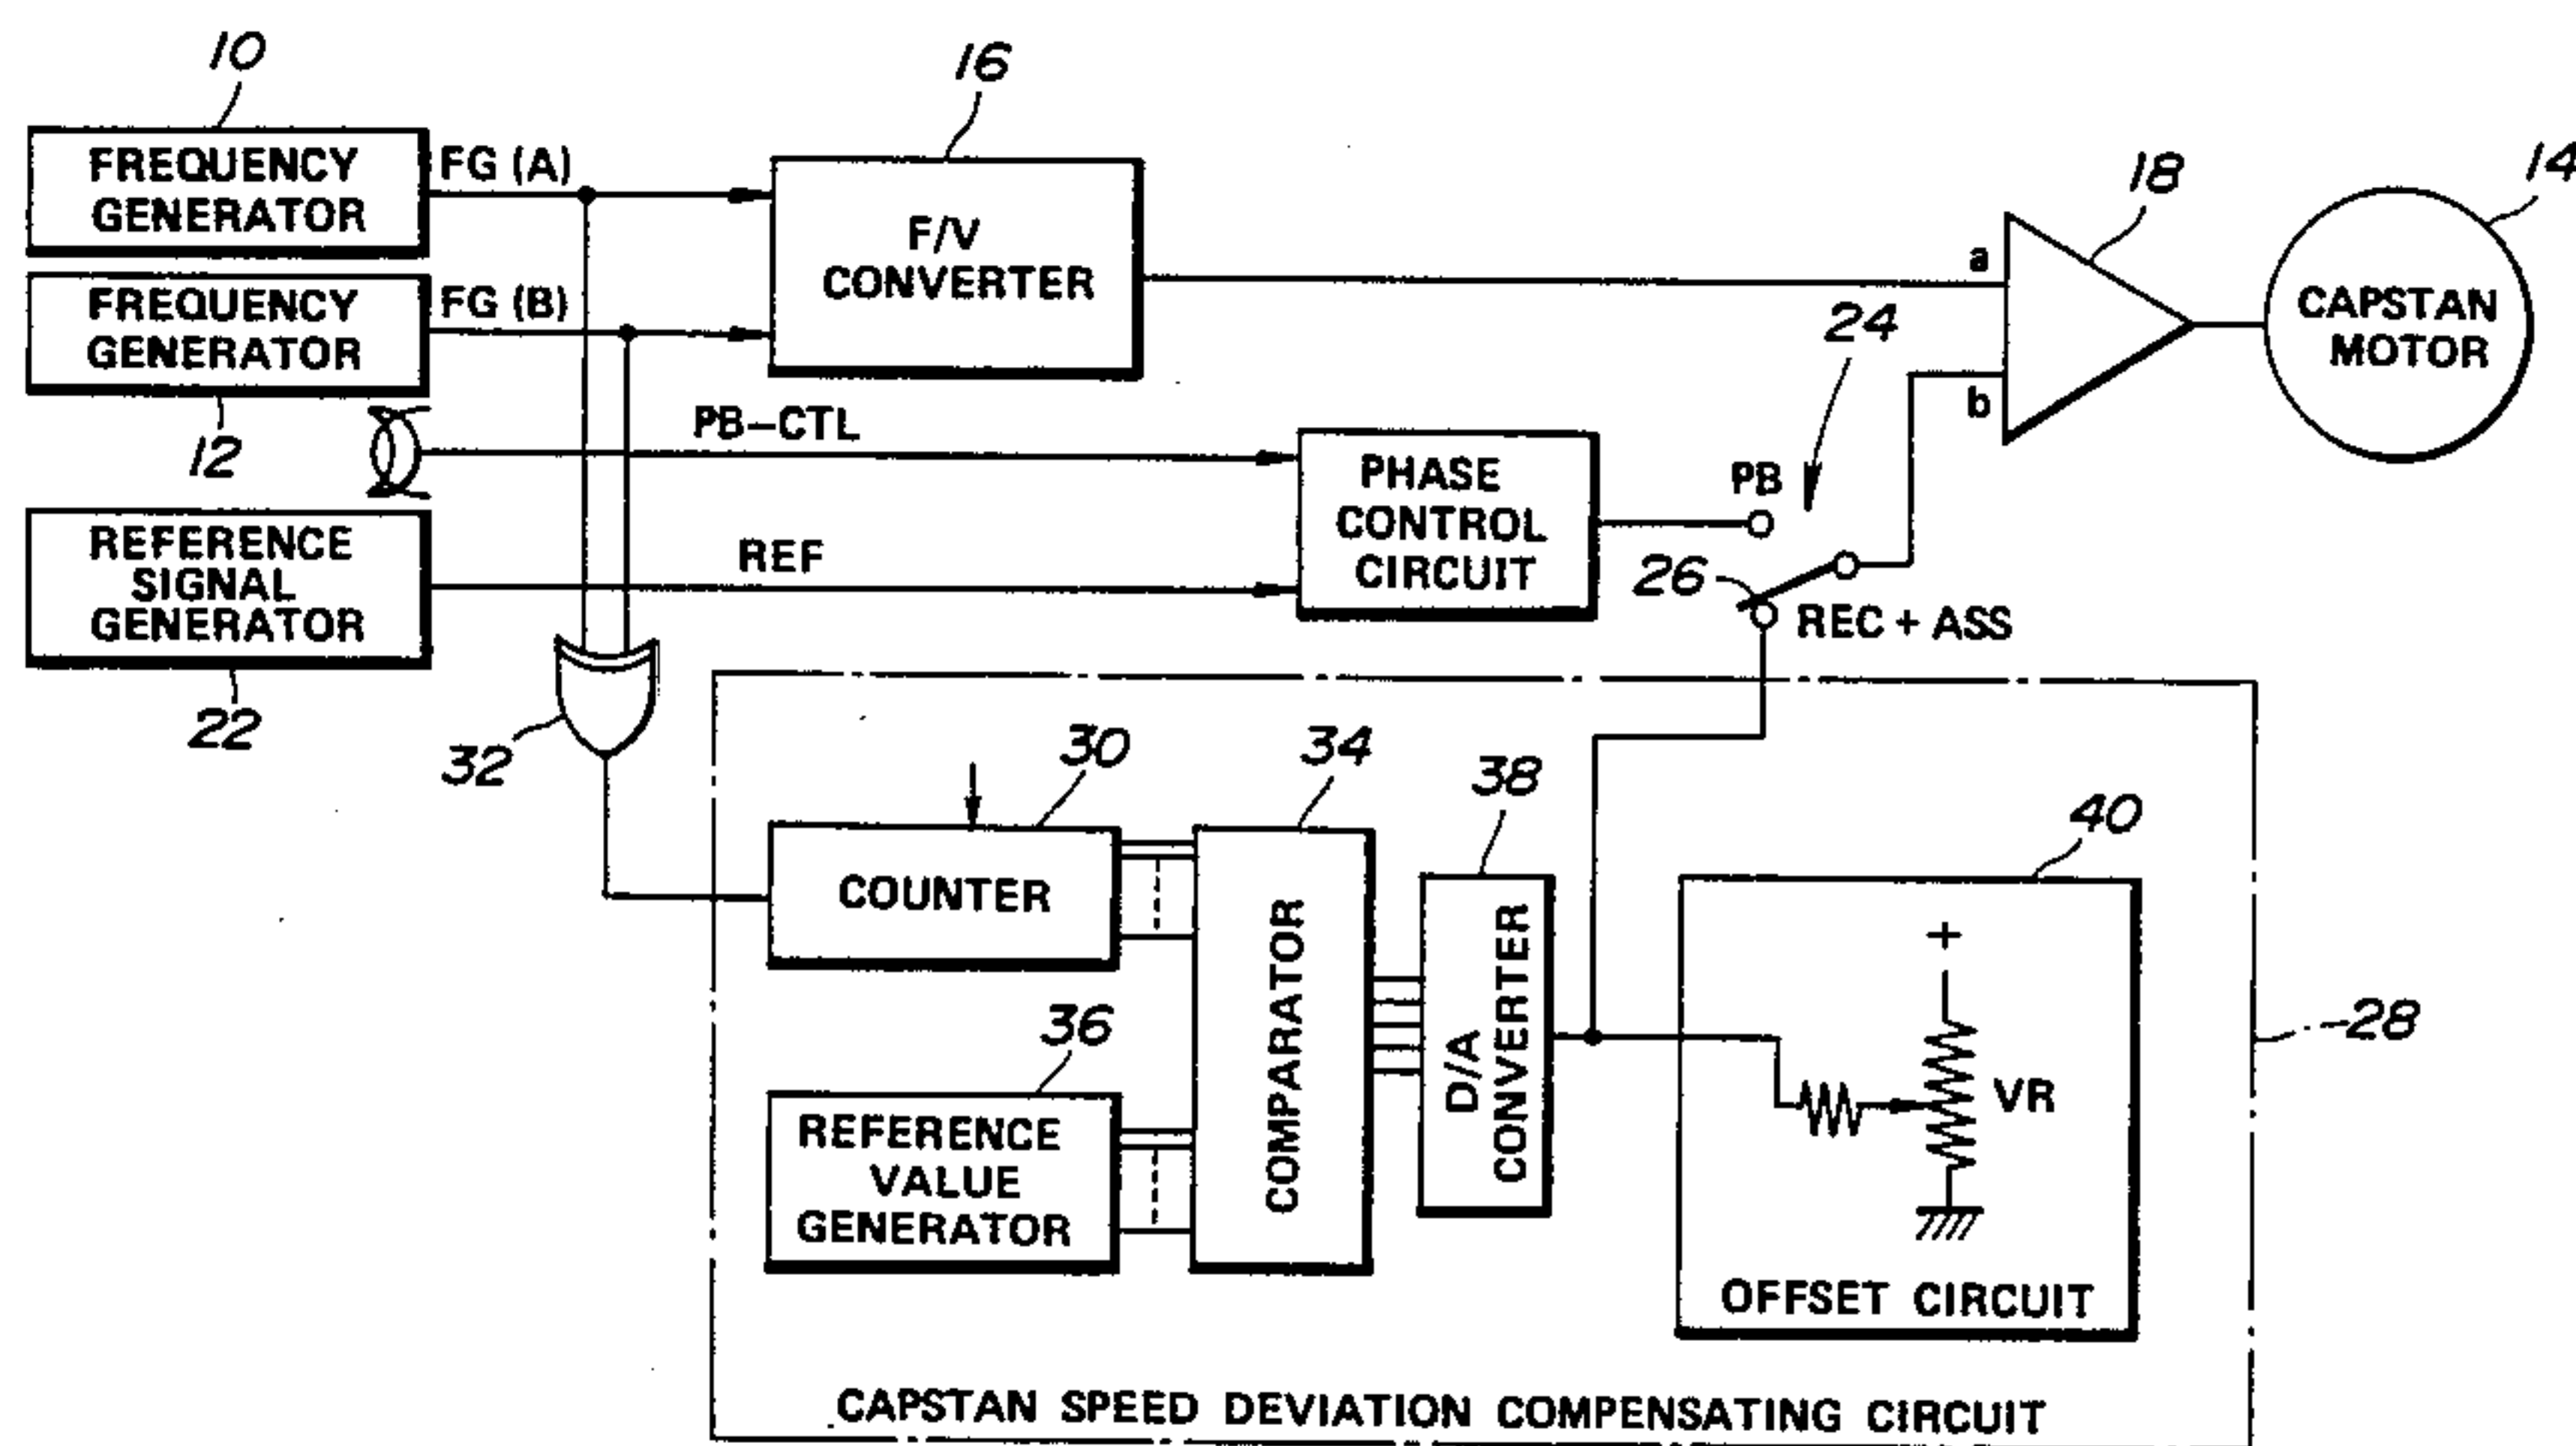 10
16
18
14
FREQUENCY
GENERATOR
FG (A)
F/V
CONVERTER
a
24
CAPSTAN
MOTOR
FREQUENCY
GENERATOR
FG (B)
b
12
PB-CTL
PHASE
CONTROL
CIRCUIT
PB
REFERENCE
SIGNAL
GENERATOR
REF
26
REC + ASS
22
32
30
34
38
40
COUNTER
COMPARATOR
D/A
CONVERTER
+
VR
28
36
REFERENCE
VALUE
GENERATOR
OFFSET CIRCUIT
CAPSTAN SPEED DEVIATION COMPENSATING CIRCUIT